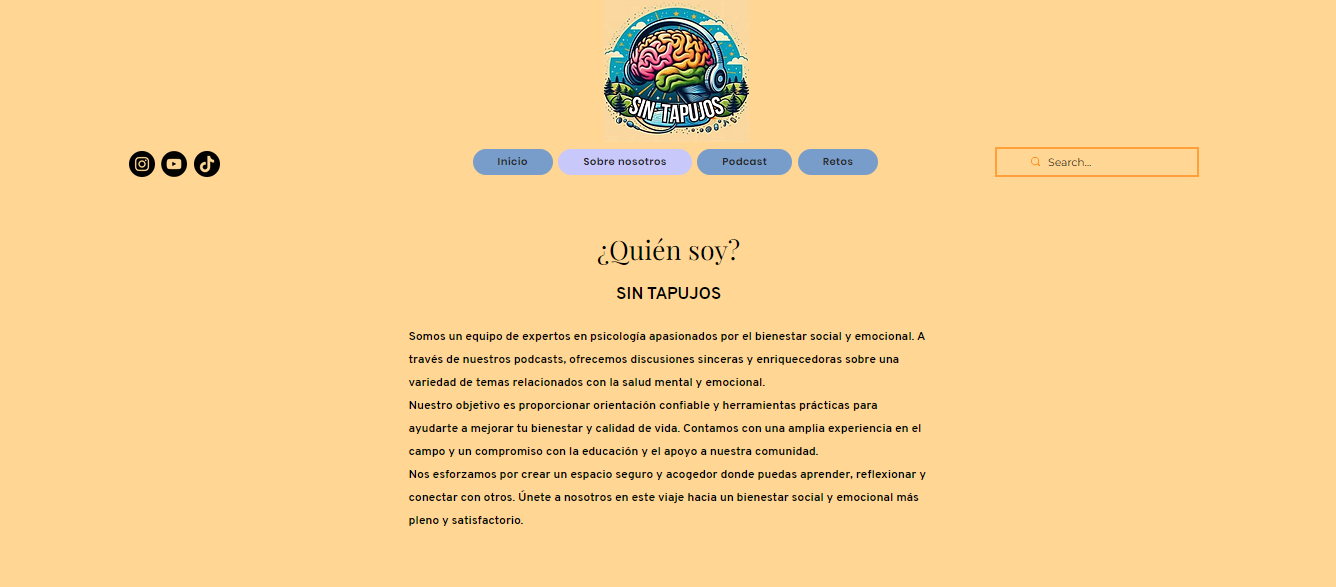 SIN TAPUJOS
Inicio
Sobre nosotros
Podcast
Retos
Search...
¿Quién soy?
SIN TAPUJOS
Somos un equipo de expertos en psicología apasionados por el bienestar social y emocional. A
través de nuestros podcasts, ofrecemos discusiones sinceras y enriquecedoras sobre una
variedad de temas relacionados con la salud mental y emocional.
Nuestro objetivo es proporcionar orientación confiable y herramientas prácticas para
ayudarte a mejorar tu bienestar y calidad de vida. Contamos con una amplia experiencia en el
campo y un compromiso con la educación y el apoyo a nuestra comunidad.
Nos esforzamos por crear un espacio seguro y acogedor donde puedas aprender, reflexionar y
conectar con otros. Únete a nosotros en este viaje hacia un bienestar social y emocional más
pleno y satisfactorio.